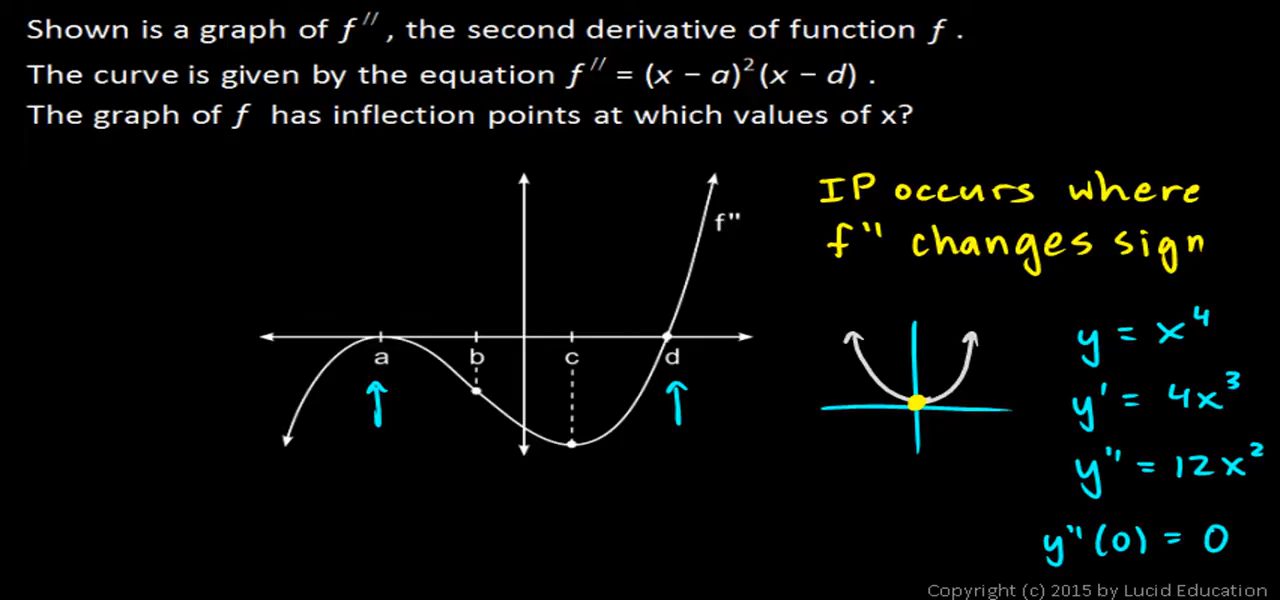 Shown is a graph of f // , the second derivative of function f .
The curve is given by the equation f // = (x − a)² (x − d) .
The graph of f has inflection points at which values of x?
IP occurs where
f" changes sign
f"
a b c d
y = x⁴
y' = 4x³
y" = 12x²
y"(0) = 0
Copyright (c) 2015 by Lucid Education